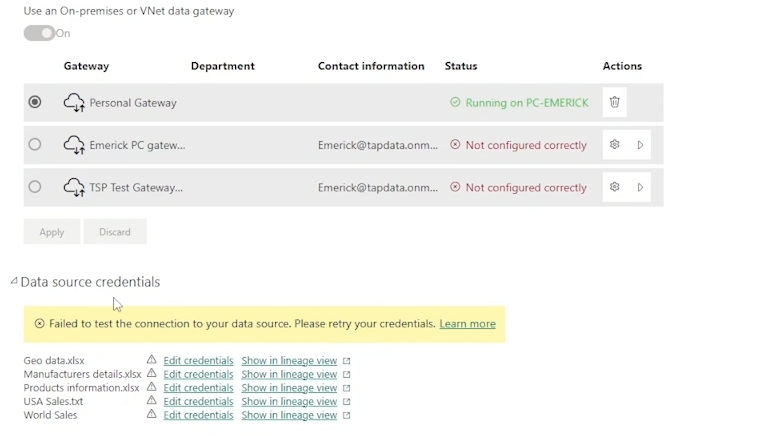 Use an On-premises or VNet data gateway
On
Gateway Department Contact information Status Actions
Personal Gateway Running on PC-EMERICK
Emerick PC gatew... Emerick@tapdata.onm... Not configured correctly
TSP Test Gateway... Emerick@tapdata.onm... Not configured correctly
Apply Discard
Data source credentials
Failed to test the connection to your data source. Please retry your credentials. Learn more
Geo data.xlsx Edit credentials Show in lineage view
Manufacturers details.xlsx Edit credentials Show in lineage view
Products information.xlsx Edit credentials Show in lineage view
USA Sales.txt Edit credentials Show in lineage view
World Sales Edit credentials Show in lineage view